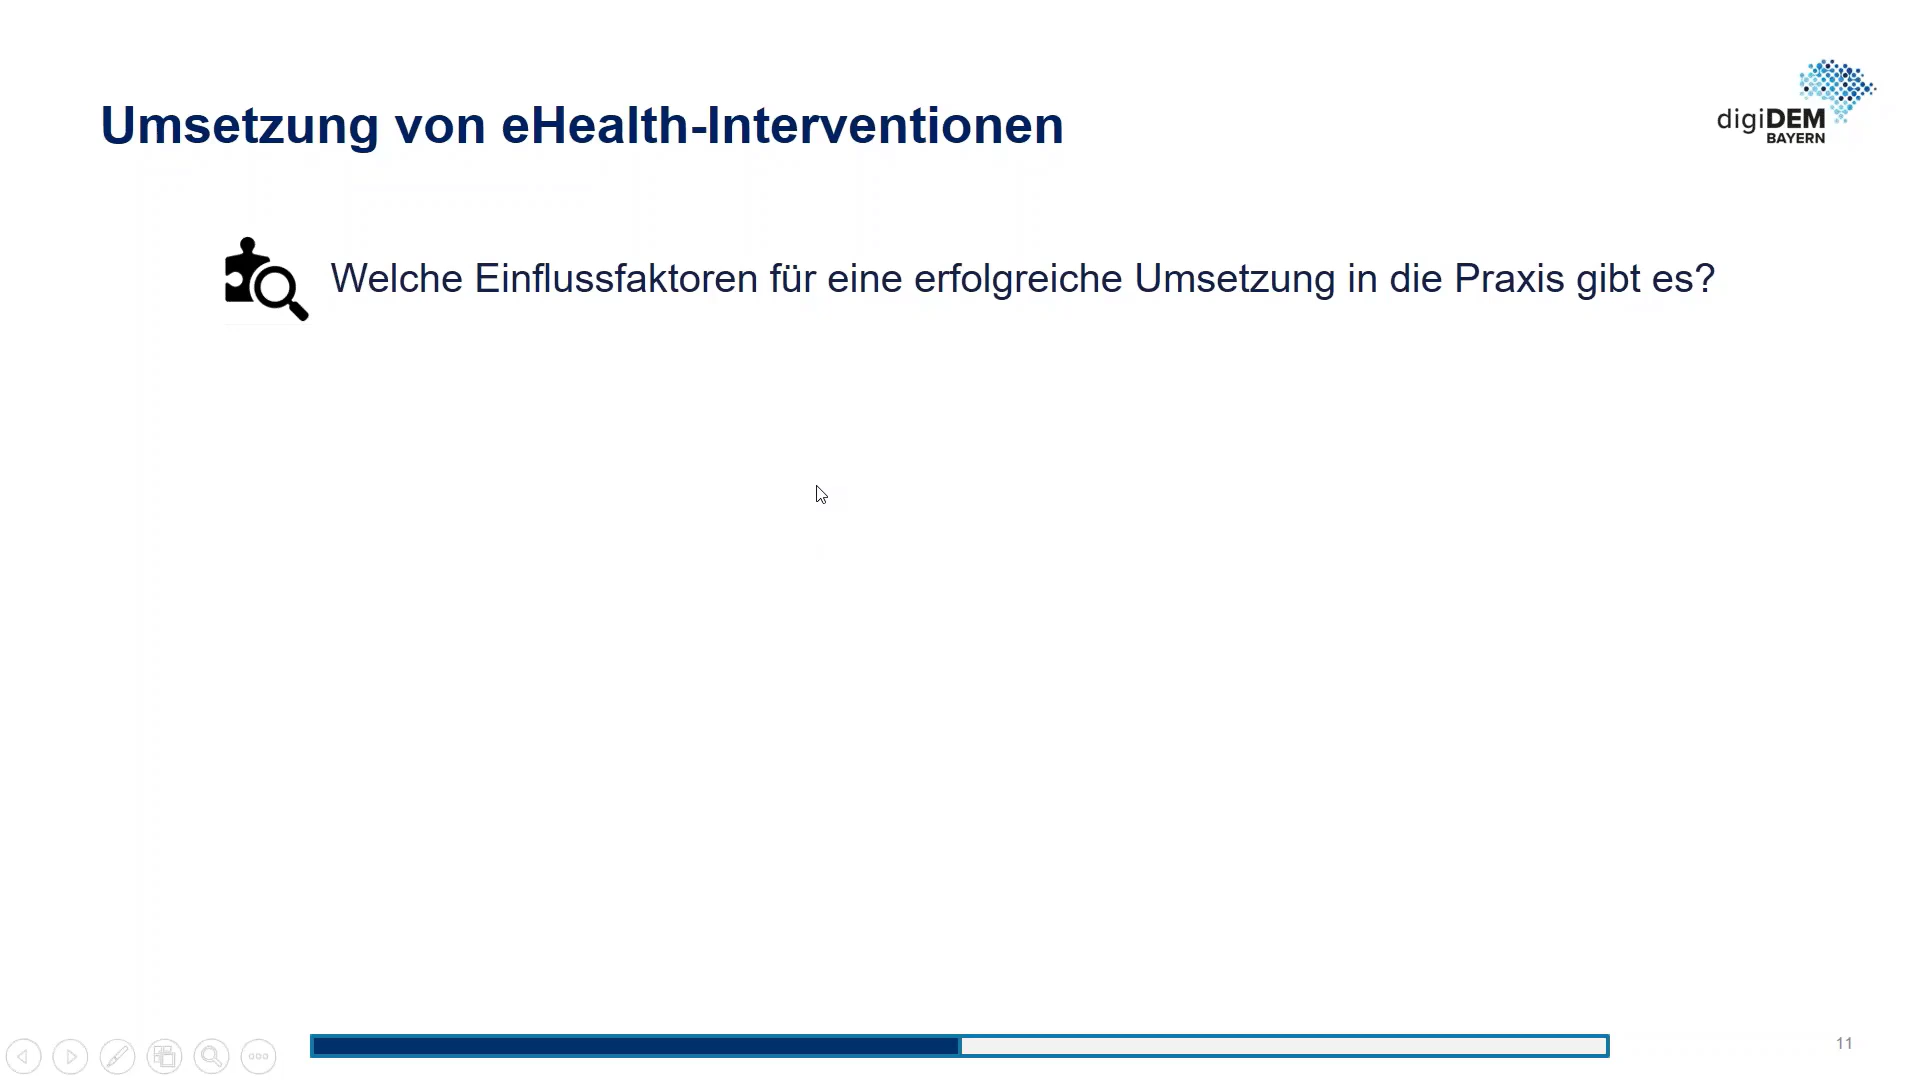 Umsetzung von eHealth-Interventionen
digiDEM
BAYERN
Welche Einflussfaktoren für eine erfolgreiche Umsetzung in die Praxis gibt es?
11